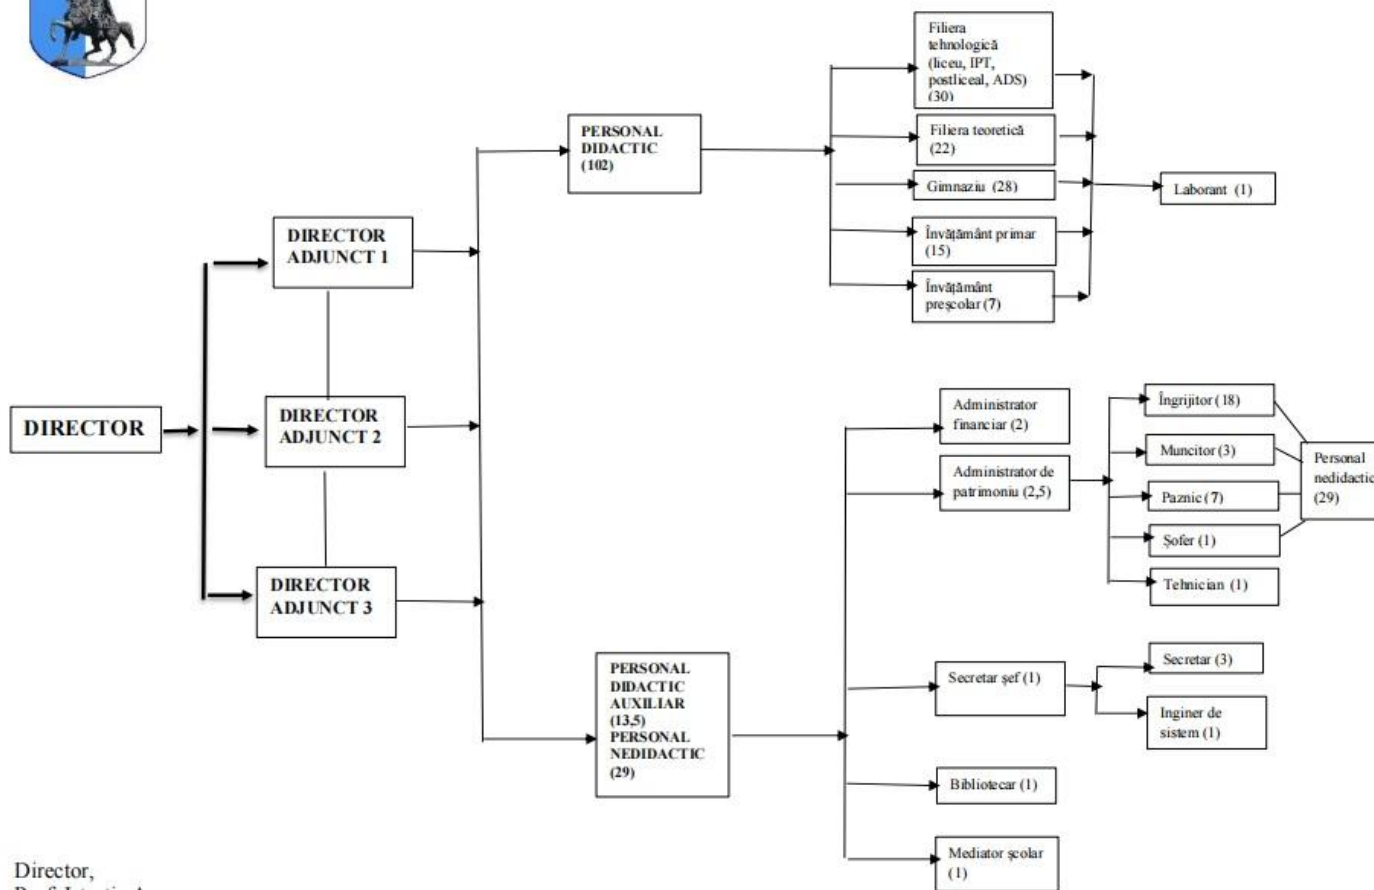 DIRECTOR
DIRECTOR
ADJUNCT 1
DIRECTOR
ADJUNCT 2
DIRECTOR
ADJUNCT 3
PERSONAL
DIDACTIC
(102)
Filiera
tehnologică
(liceu, IPT,
postliceal, ADS)
(30)
Filiera teoretică
(22)
Gimnaziu (28)
Învățământ primar
(15)
Învățământ
preșcolar (7)
Laborant (1)
PERSONAL
DIDACTIC
AUXILIAR
(13,5)
PERSONAL
NEDIDACTIC
(29)
Administrator
financiar (2)
Administrator de
patrimoniu (2,5)
Îngrijitor (18)
Muncitor (3)
Paznic (7)
Șofer (1)
Tehnician (1)
Personal
nedidactic
(29)
Secretar șef (1)
Secretar (3)
Inginer de
sistem (1)
Bibliotecar (1)
Mediator școlar
(1)
Director,